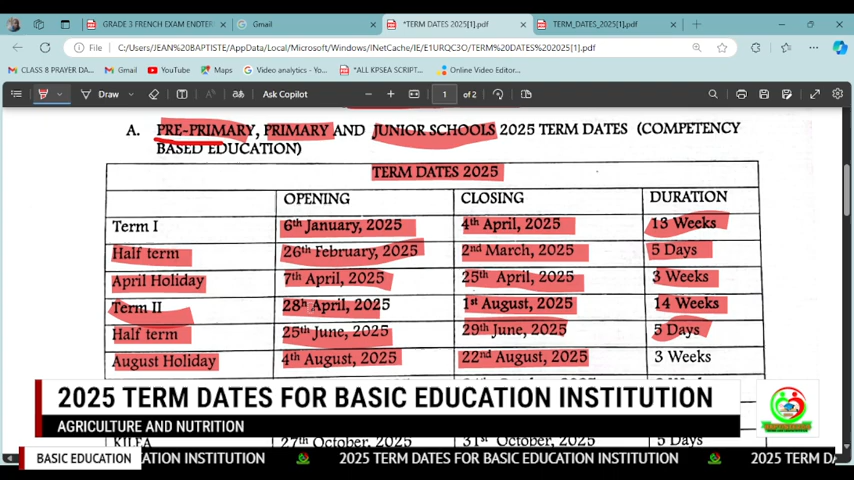 GRADE 3 FRENCH EXAM ENDTER
Gmail
*TERM DATES 2025[1].pdf
TERM_DATES_2025[1].pdf
File C:/Users/JEAN BAPTISTE/AppData/Local/Microsoft/Windows/INetCache/IE/E1URQC3O/TERM%20DATES%202025[1].pdf
CLASS 8 PRAYER DA... Gmail YouTube Maps Video analytics - Yo... *ALL KPSEA SCRIPT... Online Video Editor...
Draw Ask Copilot 1 of 2
A. PRE-PRIMARY, PRIMARY AND JUNIOR SCHOOLS 2025 TERM DATES (COMPETENCY
BASED EDUCATION)
TERM DATES 2025
OPENING CLOSING DURATION
Term I 6th January, 2025 4th April, 2025 13 Weeks
Half term 26th February, 2025 2nd March, 2025 5 Days
April Holiday 7th April, 2025 25th April, 2025 3 Weeks
Term II 28h April, 2025 1st August, 2025 14 Weeks
Half term 25th June, 2025 29th June, 2025 5 Days
August Holiday 4th August, 2025 22nd August, 2025 3 Weeks
2025 TERM DATES FOR BASIC EDUCATION INSTITUTION
AGRICULTURE AND NUTRITION
27th October, 2025 31st October, 2025 5 Days
BASIC EDUCATION ATION INSTITUTION 2025 TERM DATES FOR BASIC EDUCATION INSTITUTION 2025 TERM DA